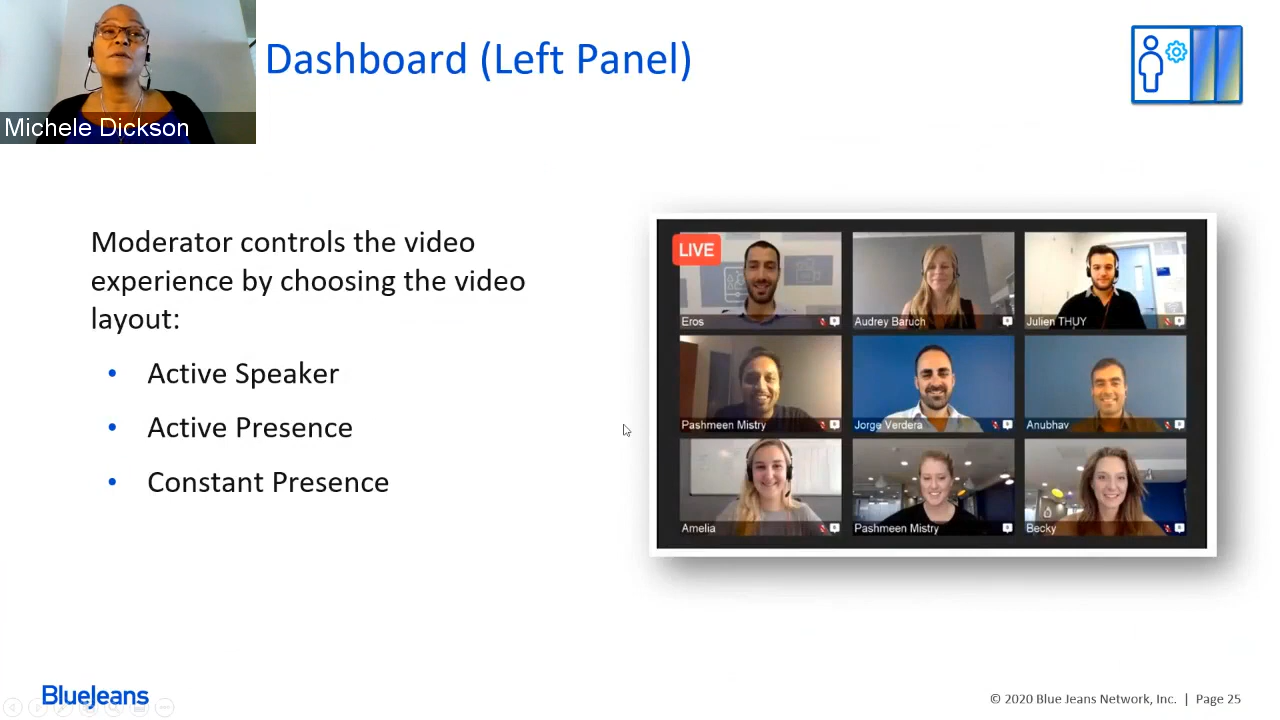 Michele Dickson
Dashboard (Left Panel)
Moderator controls the video
experience by choosing the video
layout:
• Active Speaker
• Active Presence
• Constant Presence
LIVE
Eros
Audrey Baruch
Julien THUY
Pashmeen Mistry
Jorge Verdera
Anubhav
Amelia
Pashmeen Mistry
Becky
BlueJeans
© 2020 Blue Jeans Network, Inc. | Page 25